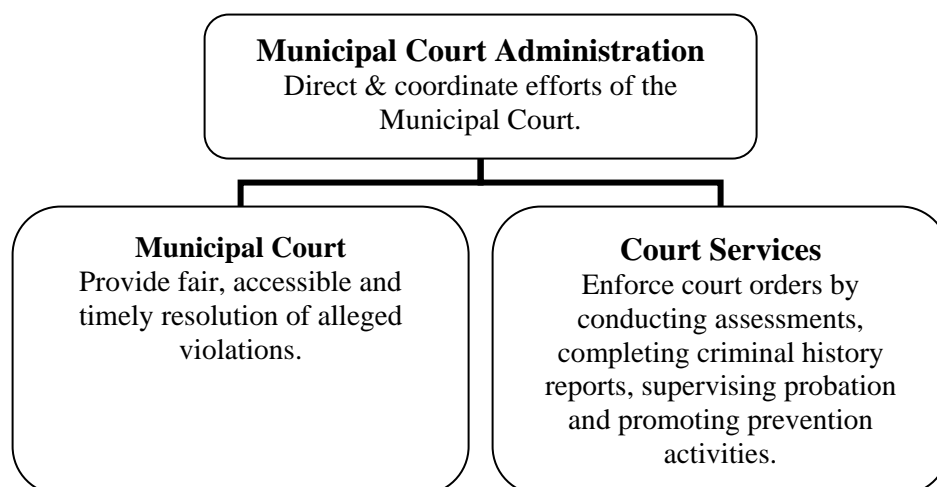 Municipal Court Administration
Direct & coordinate efforts of the
Municipal Court.
Municipal Court
Provide fair, accessible and
timely resolution of alleged
violations.
Court Services
Enforce court orders by
conducting assessments,
completing criminal history
reports, supervising probation
and promoting prevention
activities.